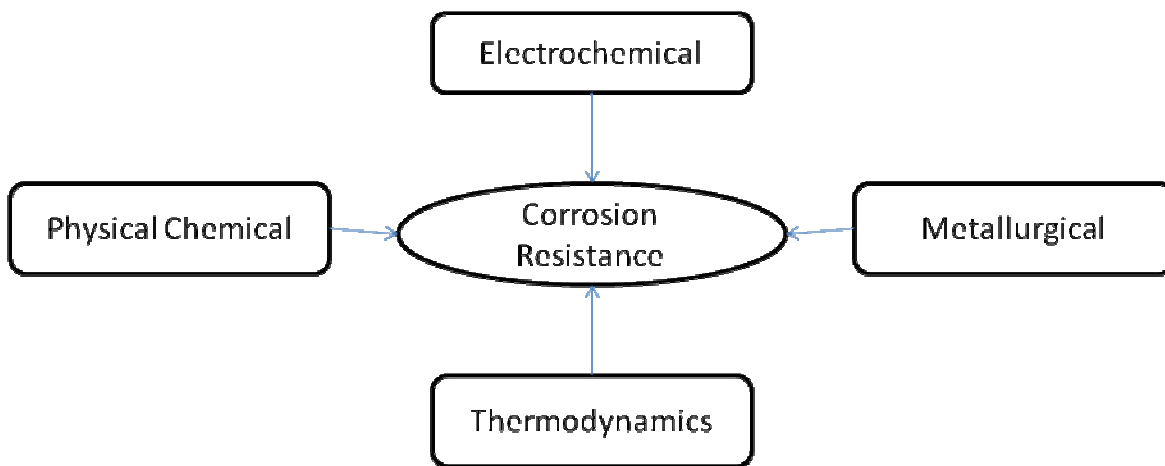 Electrochemical
Physical Chemical
Corrosion
Resistance
Metallurgical
Thermodynamics